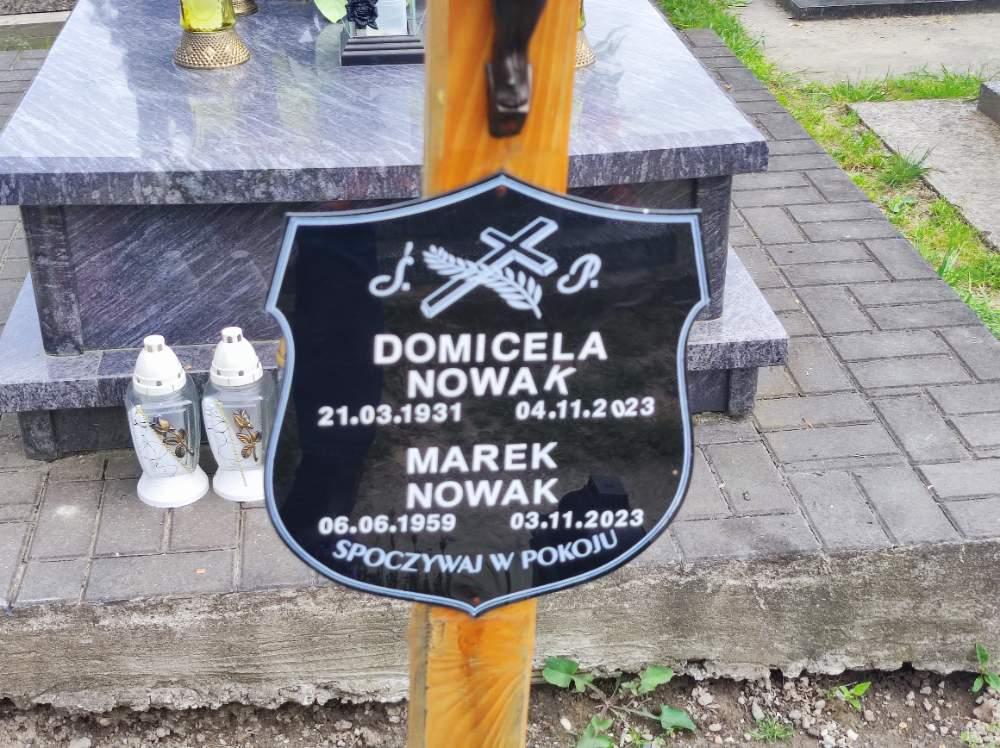 Ś. P.
DOMICELA
NOWAK
21.03.1931 04.11.2023
MAREK
NOWAK
06.06.1959 03.11.2023
SPOCZYWAJ W POKOJU